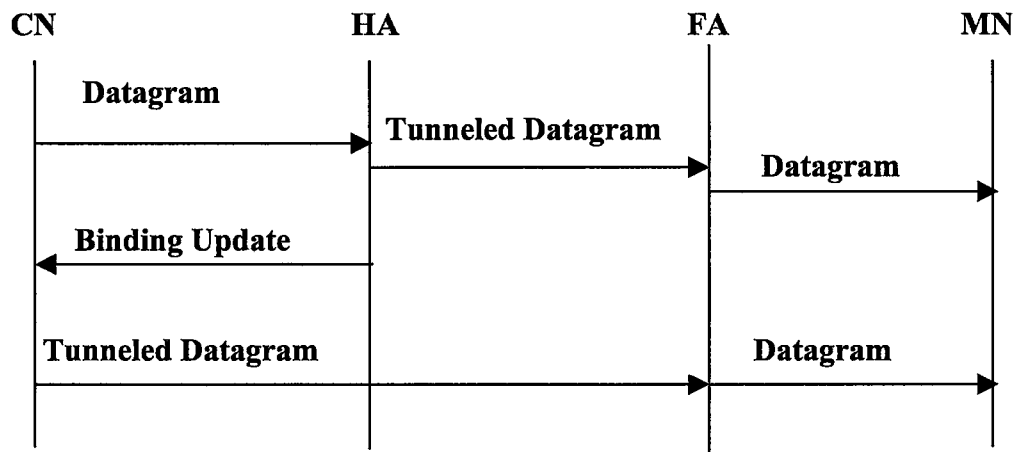 CN HA FA MN
Datagram
Tunneled Datagram
Datagram
Binding Update
Tunneled Datagram
Datagram